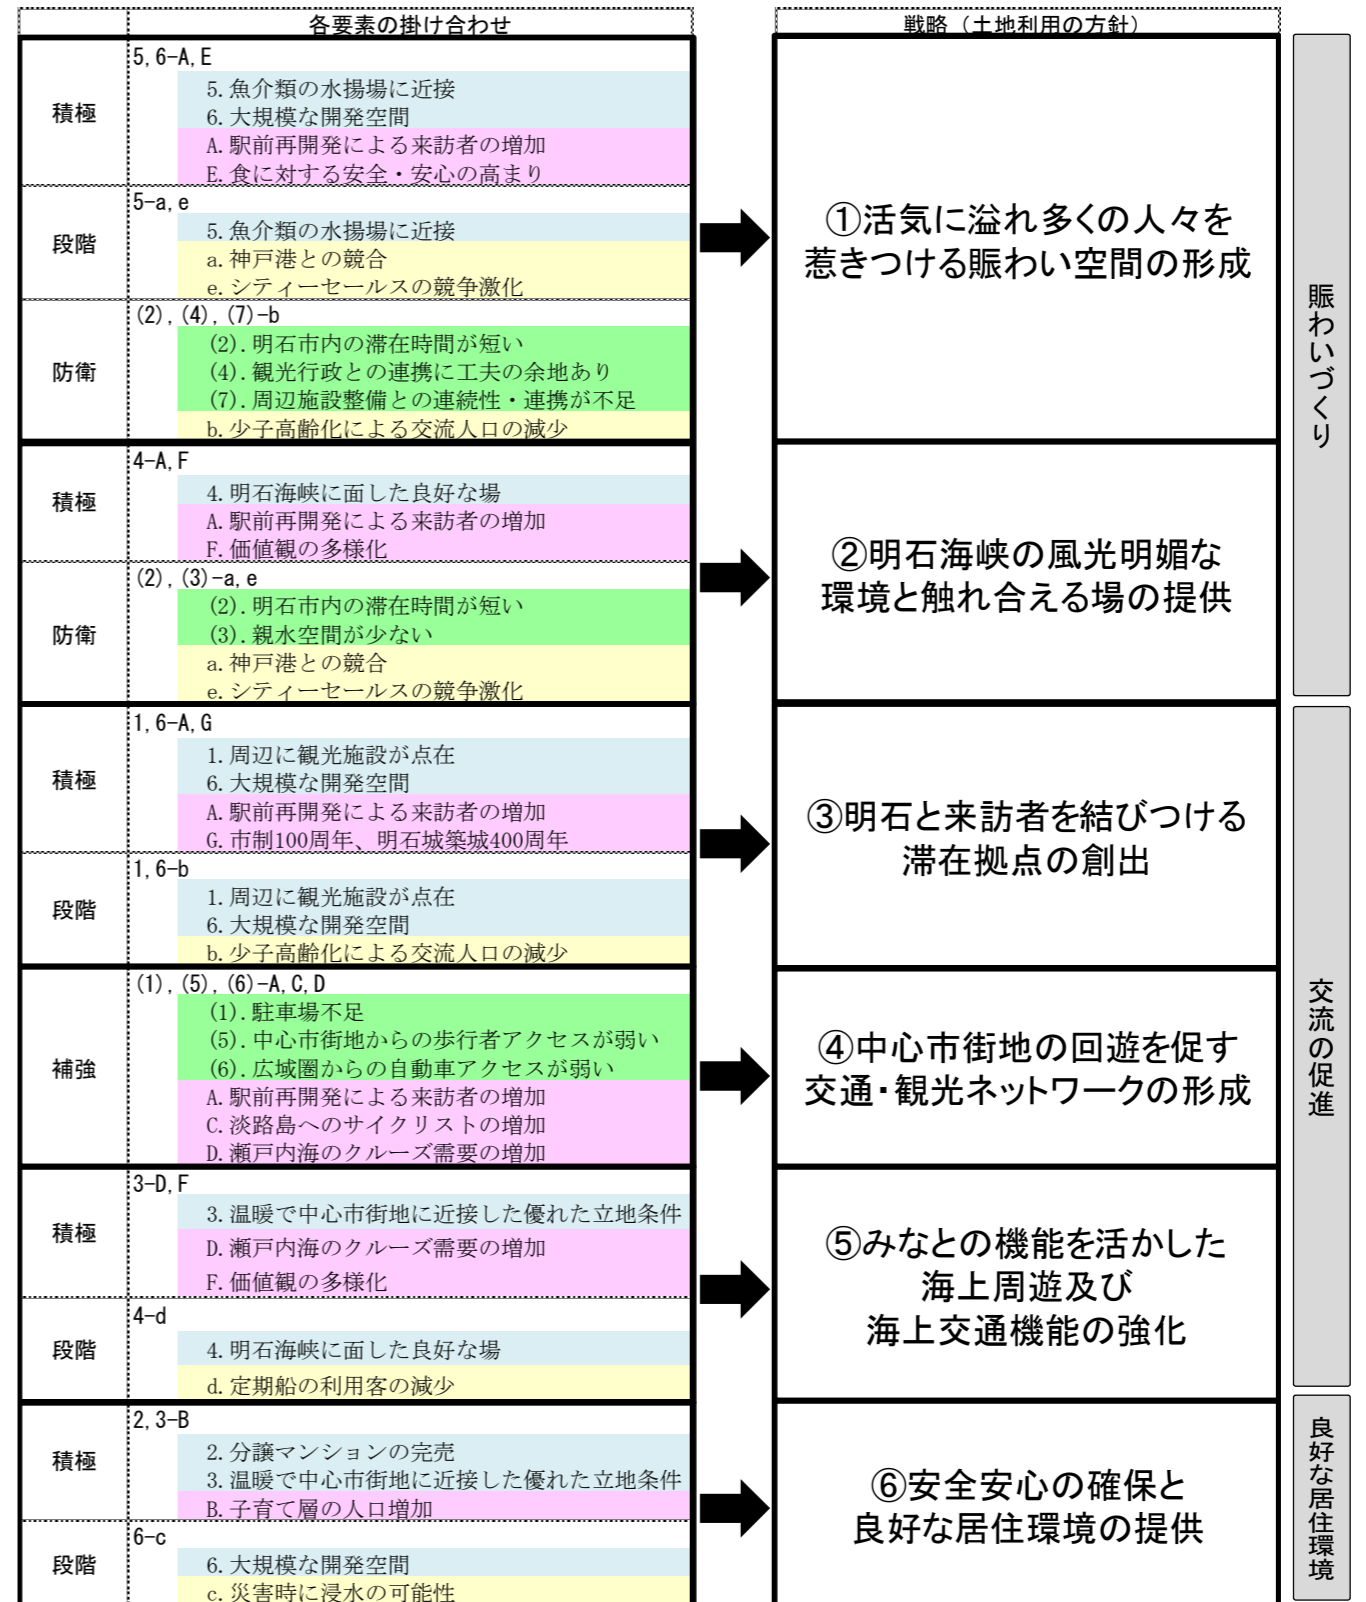 各要素の掛け合わせ
戦略（土地利用の方針）
積極
5,6-A,E
5.魚介類の水揚場に近接
6.大規模な開発空間
A.駅前再開発による来訪者の増加
E.食に対する安全・安心の高まり
段階
5-a,e
5.魚介類の水揚場に近接
a.神戸港との競合
e.シティーセールスの競争激化
防衛
(2),(4),(7)-b
(2).明石市内の滞在時間が短い
(4).観光行政との連携に工夫の余地あり
(7).周辺施設整備との連続性・連携が不足
b.少子高齢化による交流人口の減少
①活気に溢れ多くの人々を
惹きつける賑わい空間の形成
積極
4-A,F
4.明石海峡に面した良好な場
A.駅前再開発による来訪者の増加
F.価値観の多様化
防衛
(2),(3)-a,e
(2).明石市内の滞在時間が短い
(3).親水空間が少ない
a.神戸港との競合
e.シティーセールスの競争激化
②明石海峡の風光明媚な
環境と触れ合える場の提供
賑わいづくり
積極
1,6-A,G
1.周辺に観光施設が点在
6.大規模な開発空間
A.駅前再開発による来訪者の増加
G.市制100周年、明石城築城400周年
段階
1,6-b
1.周辺に観光施設が点在
6.大規模な開発空間
b.少子高齢化による交流人口の減少
③明石と来訪者を結びつける
滞在拠点の創出
補強
(1),(5),(6)-A,C,D
(1).駐車場不足
(5).中心市街地からの歩行者アクセスが弱い
(6).広域圏からの自動車アクセスが弱い
A.駅前再開発による来訪者の増加
C.淡路島へのサイクリストの増加
D.瀬戸内海のクルーズ需要の増加
④中心市街地の回遊を促す
交通・観光ネットワークの形成
積極
3-D,F
3.温暖で中心市街地に近接した優れた立地条件
D.瀬戸内海のクルーズ需要の増加
F.価値観の多様化
段階
4-d
4.明石海峡に面した良好な場
d.定期船の利用客の減少
⑤みなとの機能を活かした
海上周遊及び
海上交通機能の強化
交流の促進
積極
2,3-B
2.分譲マンションの完売
3.温暖で中心市街地に近接した優れた立地条件
B.子育て層の人口増加
段階
6-c
6.大規模な開発空間
c.災害時に浸水の可能性
⑥安全安心の確保と
良好な居住環境の提供
良好な居住環境